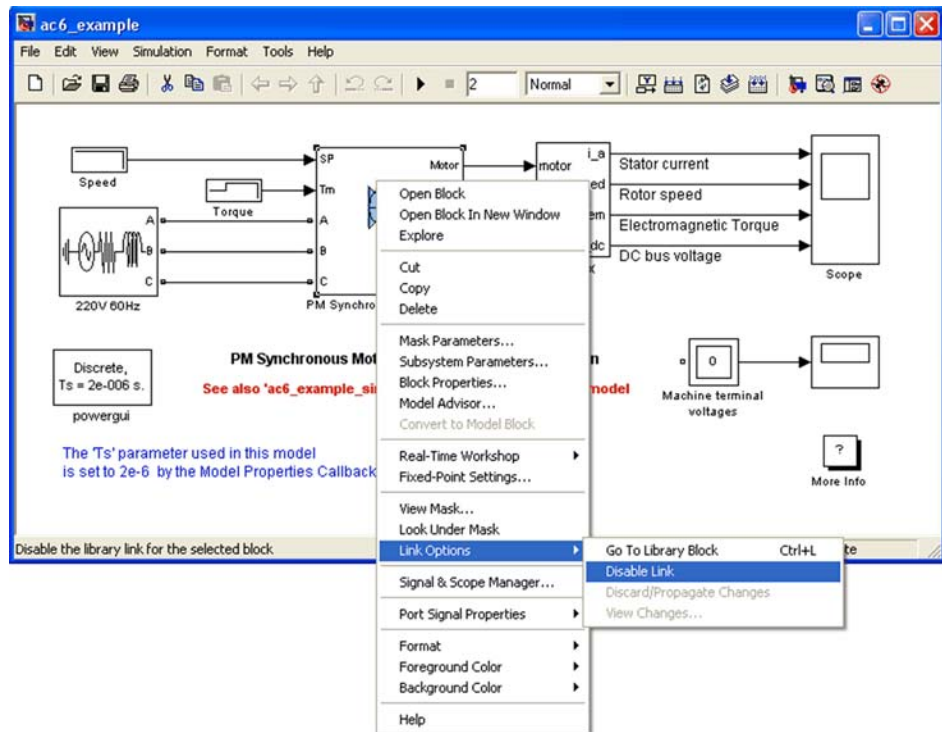 ac6_example
File Edit View Simulation Format Tools Help
2 Normal
Speed
Torque
SP
Tm
A
B
C
Motor
motor
i_a
ed
em
dc
Stator current
Rotor speed
Electromagnetic Torque
DC bus voltage
Scope
A
B
C
220V 60Hz
PM Synchro
x
Discrete,
Ts = 2e-006 s.
powergui
PM Synchronous Mot
n
See also 'ac6_example_si
model
0
Machine terminal
voltages
?
More Info
The 'Ts' parameter used in this model
is set to 2e-6 by the Model Properties Callback
Open Block
Open Block In New Window
Explore
Cut
Copy
Delete
Mask Parameters...
Subsystem Parameters...
Block Properties...
Model Advisor...
Convert to Model Block
Real-Time Workshop
Fixed-Point Settings...
View Mask...
Look Under Mask
Link Options
Signal & Scope Manager...
Port Signal Properties
Format
Foreground Color
Background Color
Help
Go To Library Block Ctrl+L
Disable Link
Discard/Propagate Changes
View Changes...
Disable the library link for the selected block
te